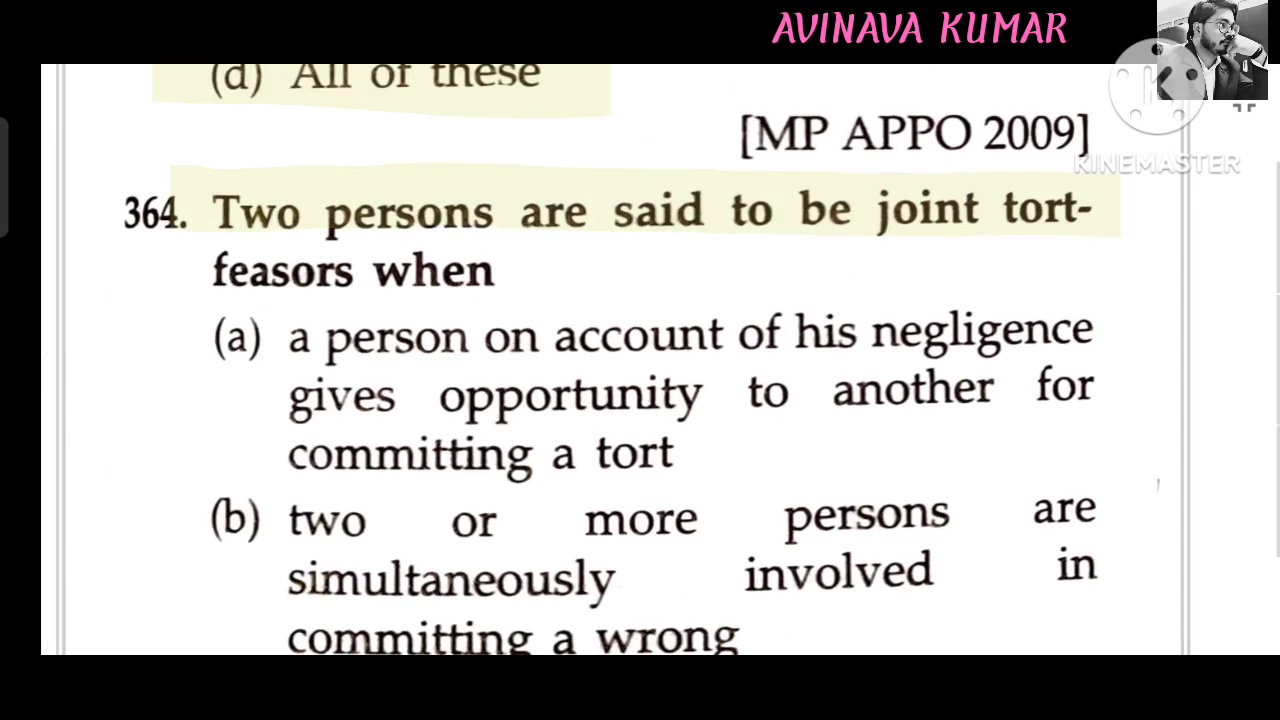 AVINAVA KUMAR
(d) All of these
[MP APPO 2009]
KINEMASTER
364. Two persons are said to be joint tort-
feasors when
(a) a person on account of his negligence
gives opportunity to another for
committing a tort
(b) two or more persons are
simultaneously involved in
committing a wrong